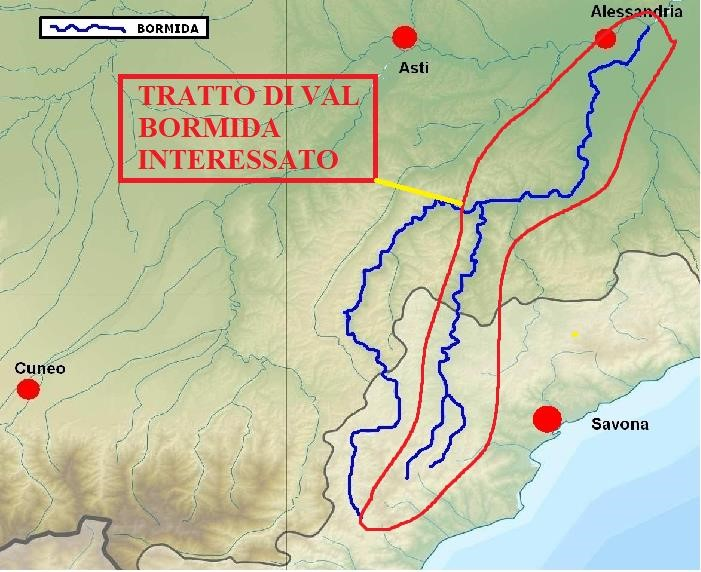 BORMIDA
Alessandria
Asti
TRATTO DI VAL
BORMIDA
INTERESSATO
Cuneo
Savona